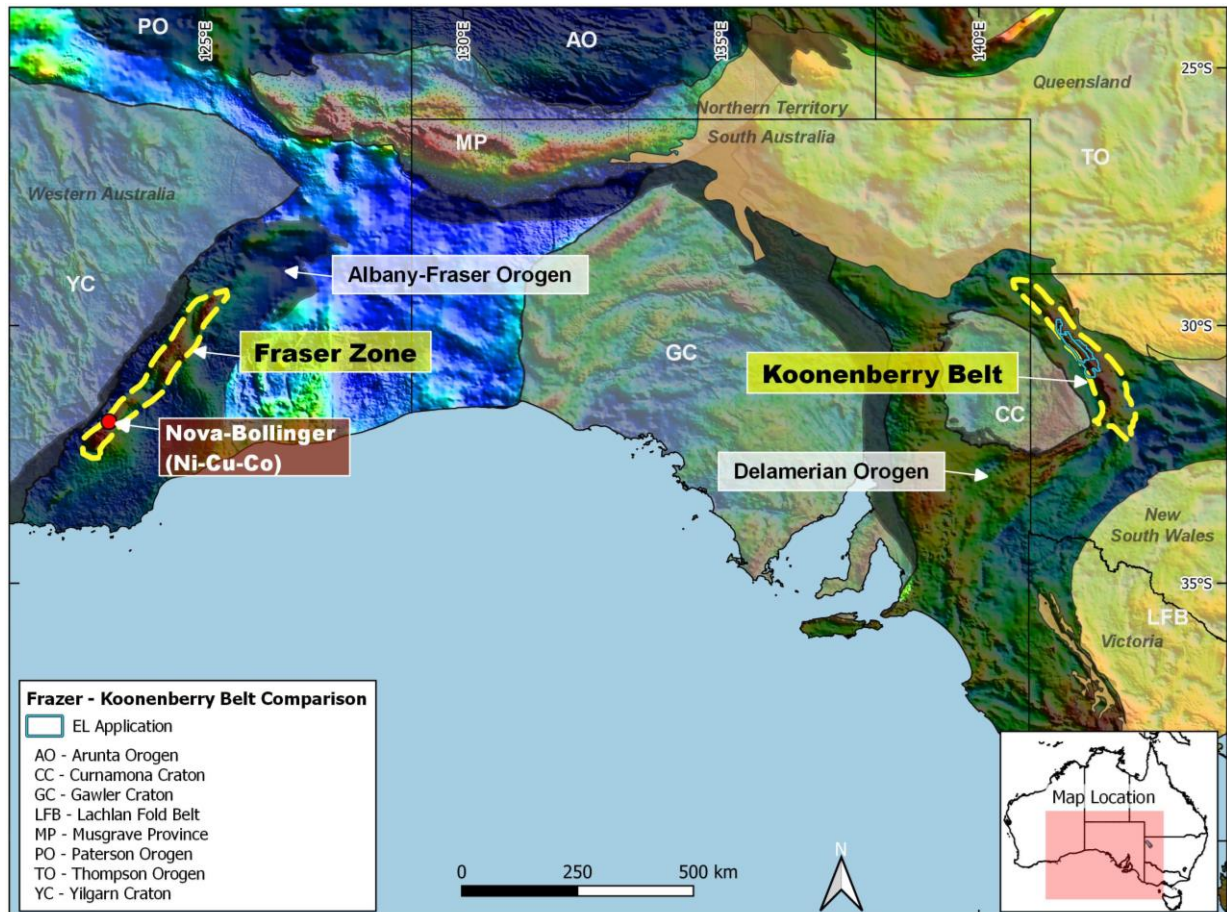 PO
AO
125°E
130°E
135°E
140°E
25°S
Queensland
Northern Territory
South Australia
MP
TO
Western Australia
YC
Albany-Fraser Orogen
Fraser Zone
GC
30°S
Koonenberry Belt
CC
Nova-Bollinger
(Ni-Cu-Co)
Delamerian Orogen
New
South Wales
35°S
LFB
Victoria
Frazer - Koonenberry Belt Comparison
EL Application
AO - Arunta Orogen
CC - Curnamona Craton
GC - Gawler Craton
LFB - Lachlan Fold Belt
MP - Musgrave Province
PO - Paterson Orogen
TO - Thompson Orogen
YC - Yilgarn Craton
0 250 500 km
N
Map Location